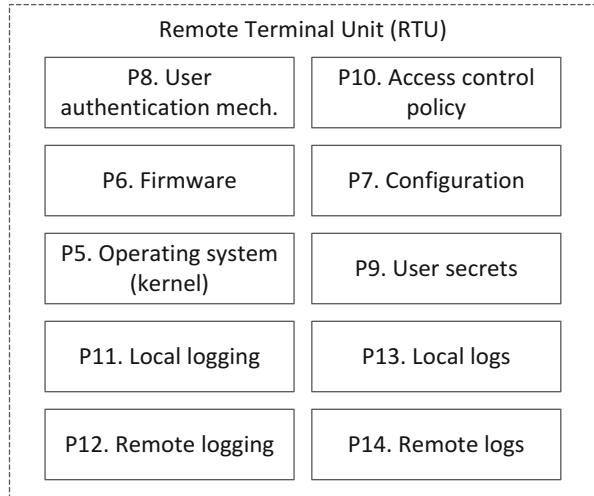 Remote Terminal Unit (RTU)
P8. User
authentication mech.
P10. Access control
policy
P6. Firmware
P7. Configuration
P5. Operating system
(kernel)
P9. User secrets
P11. Local logging
P13. Local logs
P12. Remote logging
P14. Remote logs